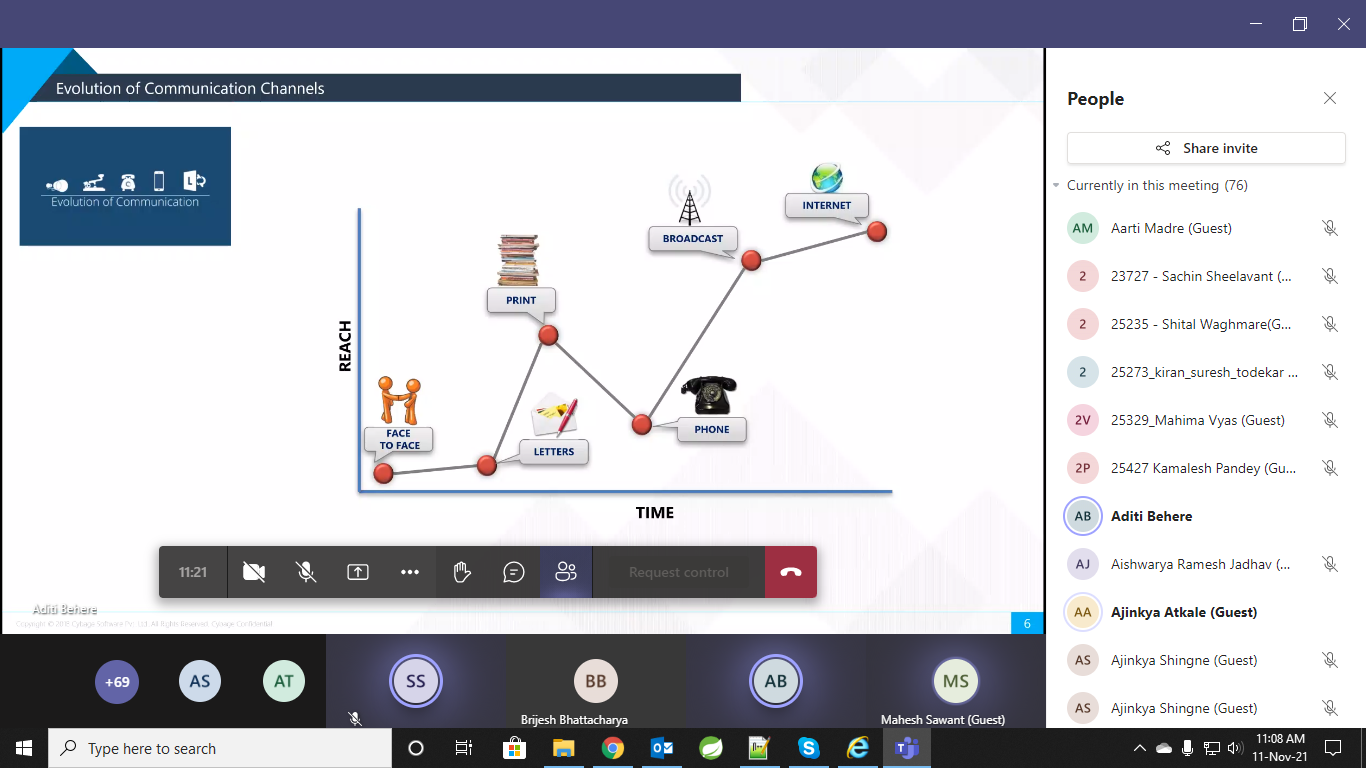 Evolution of Communication Channels
Evolution of Communication
INTERNET
BROADCAST
PRINT
REACH
FACE
TO FACE
PHONE
LETTERS
TIME
11:21
Request control
Aditi Behere
Copyright © 2015 Cybage Software Pvt. Ltd. All Rights Reserved. Cybage Confidential.
6
+69
AS
AT
SS
BB
Brijesh Bhattacharya
AB
MS
Mahesh Sawant (Guest)
People
Share invite
Currently in this meeting (76)
AM Aarti Madre (Guest)
2 23727 - Sachin Sheelavant (...
2 25235 - Shital Waghmare(G...
2 25273_kiran_suresh_todekar ...
2V 25329_Mahima Vyas (Guest)
2P 25427 Kamalesh Pandey (Gu...
AB Aditi Behere
AJ Aishwarya Ramesh Jadhav (...
AA Ajinkya Atkale (Guest)
AS Ajinkya Shingne (Guest)
AS Ajinkya Shingne (Guest)
Type here to search
11:08 AM
11-Nov-21